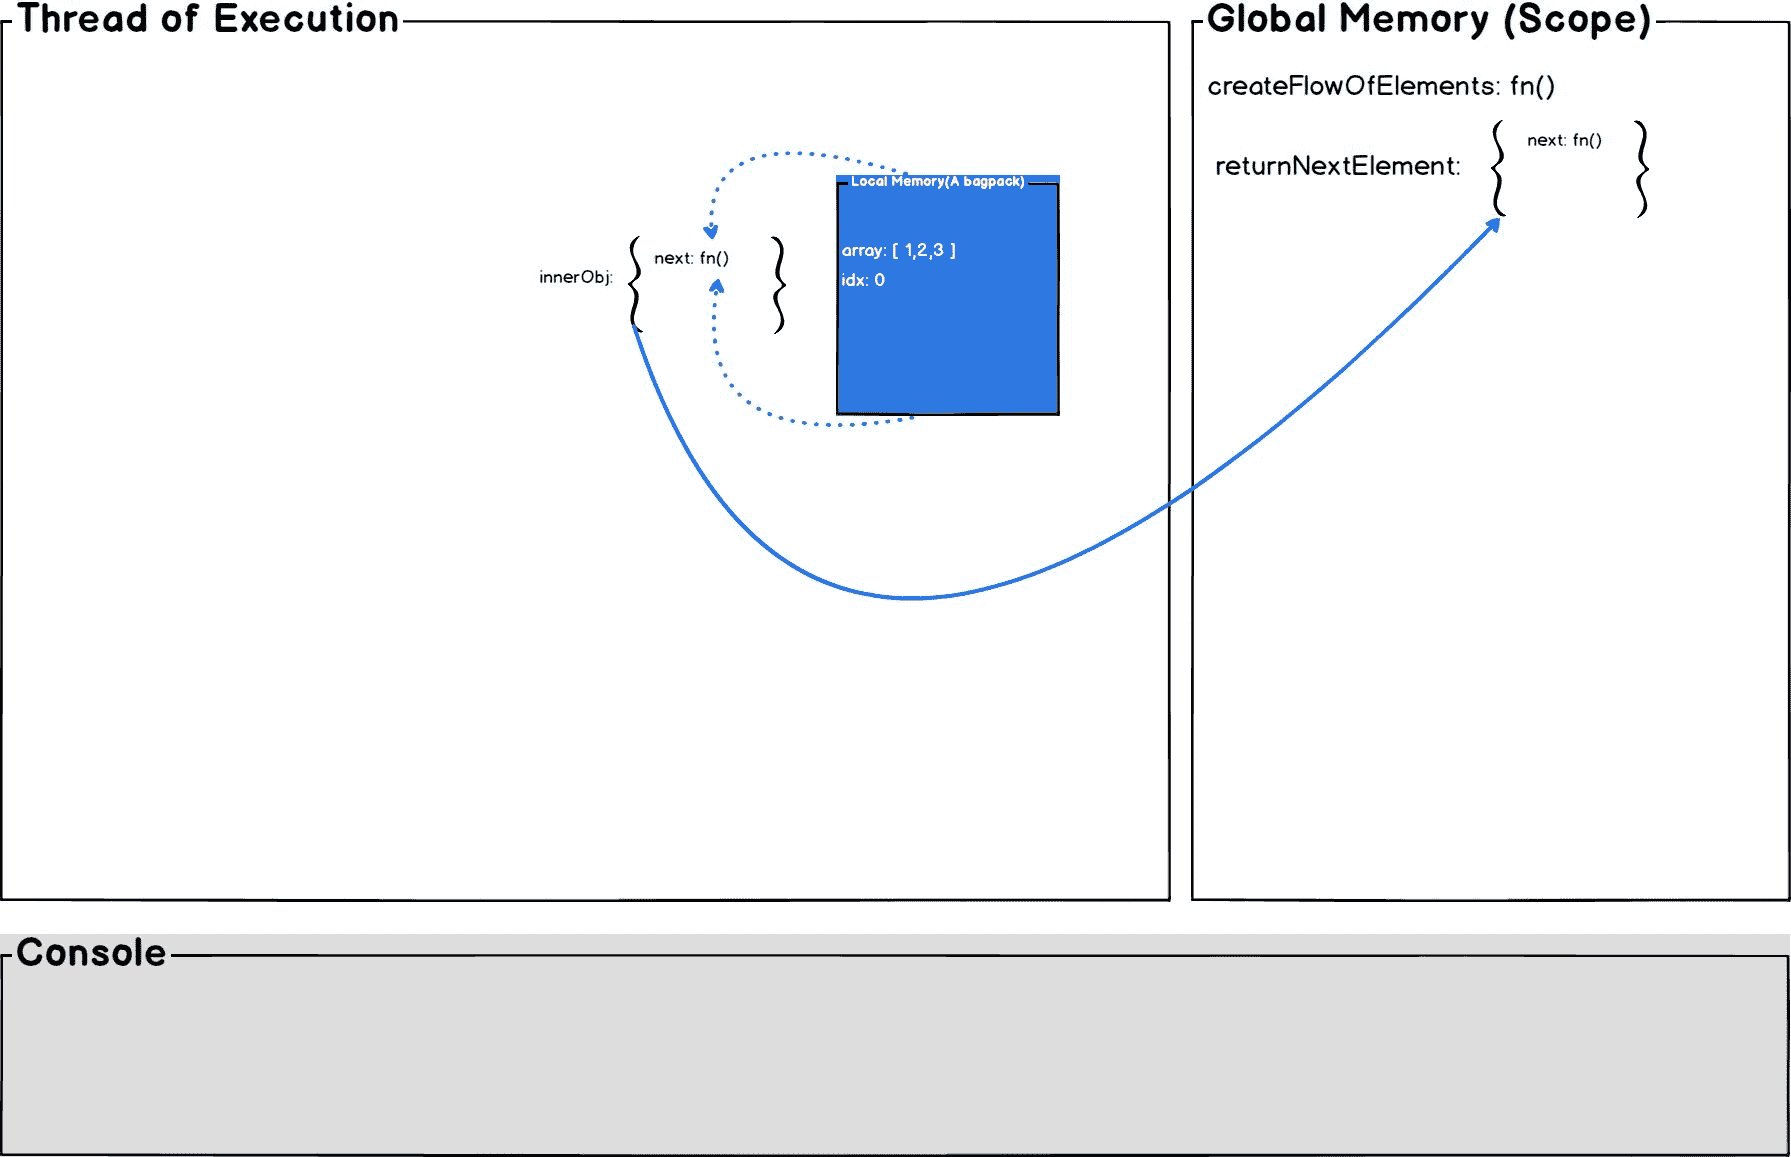 Thread of Execution
Global Memory (Scope)
createFlowOfElements: fn()
returnNextElement:
next: fn()
Local Memory(A bagpack)
array: [ 1,2,3 ]
idx: 0
innerObj:
next: fn()
Console